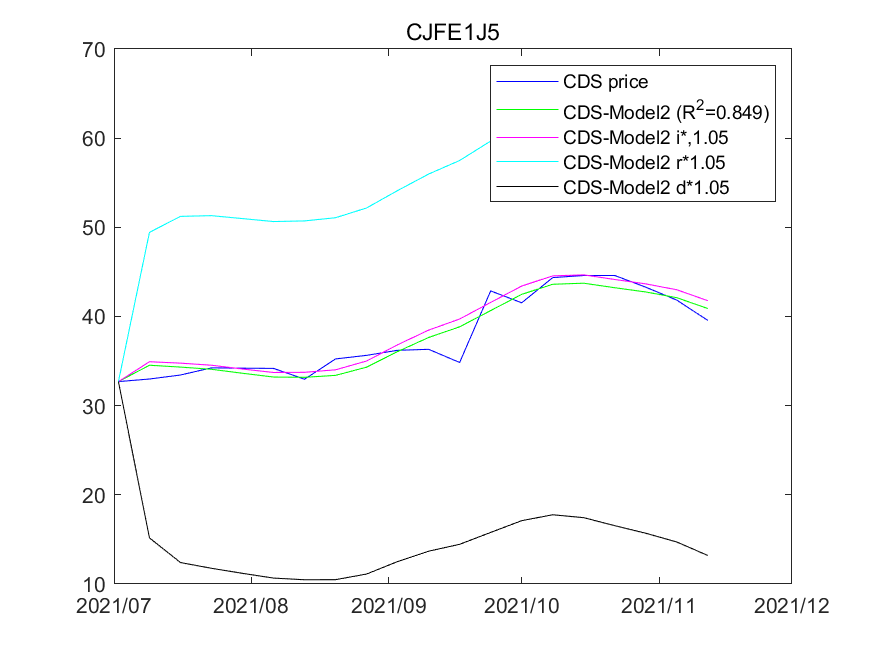 CJFE1J5
70
60
50
40
30
20
10
CDS price
CDS-Model2 (R²=0.849)
CDS-Model2 i*,1.05
CDS-Model2 r*1.05
CDS-Model2 d*1.05
2021/07 2021/08 2021/09 2021/10 2021/11 2021/12